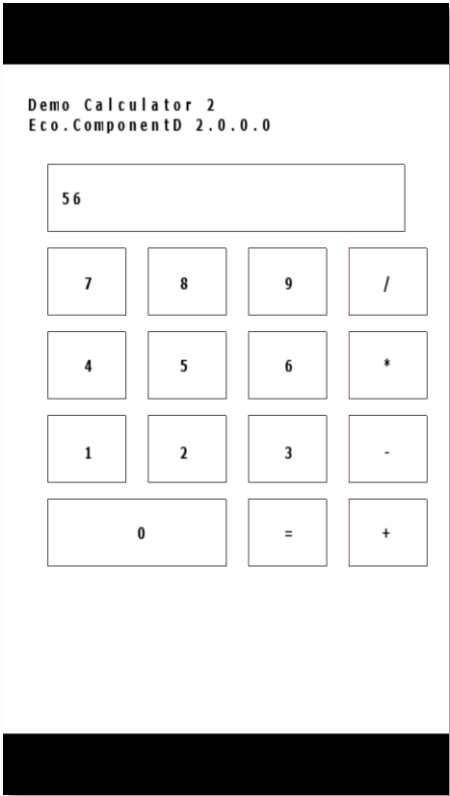 Demo Calculator 2
Eco.ComponentD 2.0.0.0
56
7 8 9 /
4 5 6 *
1 2 3 -
0 = +